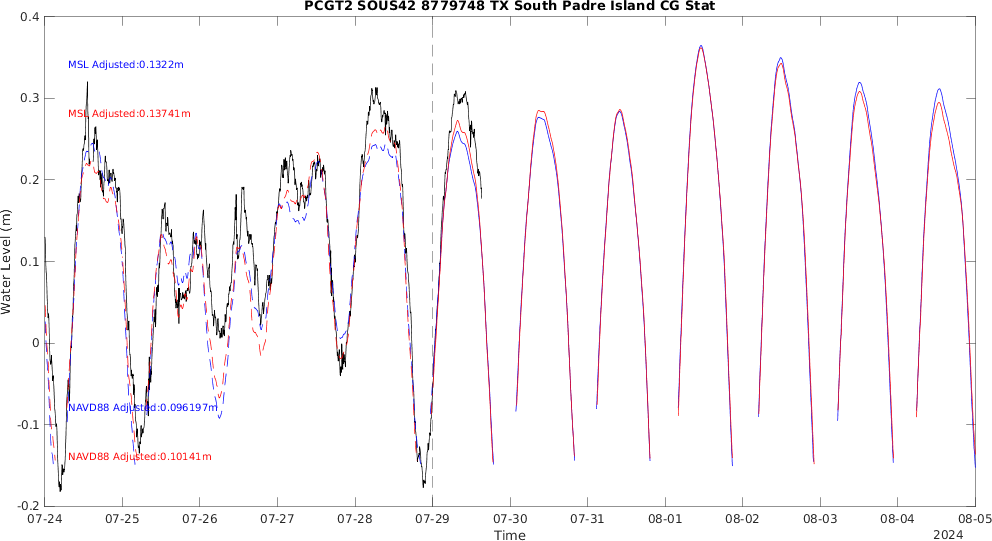 PCGT2 SOUS42 8779748 TX South Padre Island CG Stat
0.4
0.3
0.2
0.1
0
-0.1
-0.2
Water Level (m)
MSL Adjusted:0.1322m
MSL Adjusted:0.13741m
NAVD88 Adjusted:0.096197m
NAVD88 Adjusted:0.10141m
07-24 07-25 07-26 07-27 07-28 07-29 07-30 07-31 08-01 08-02 08-03 08-04 08-05
Time
2024